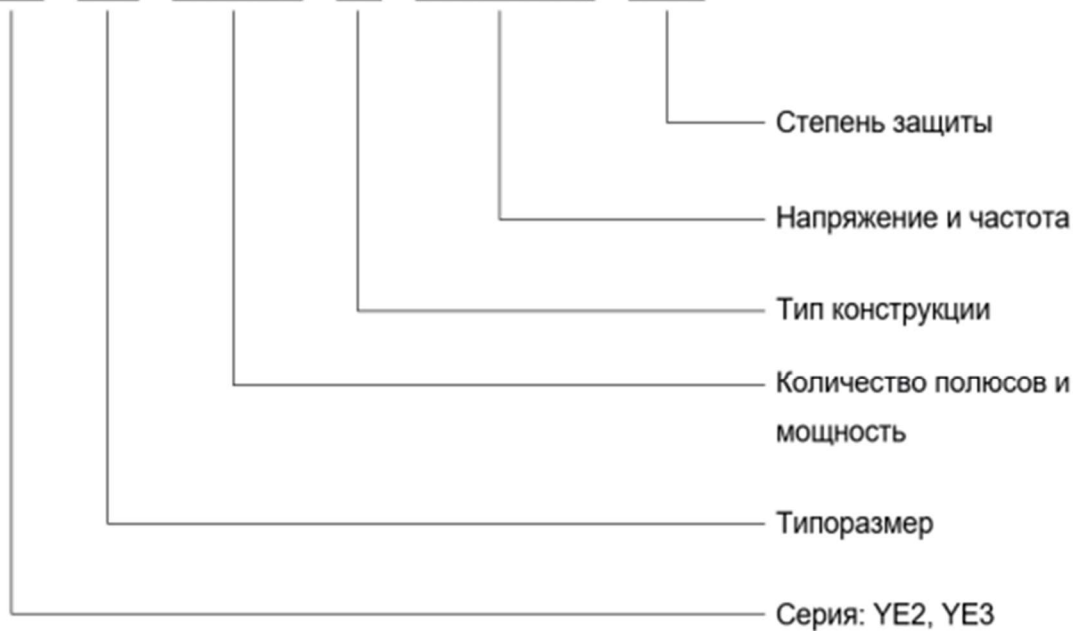 Степень защиты
Напряжение и частота
Тип конструкции
Количество полюсов и
мощность
Типоразмер
Серия: YE2, YE3